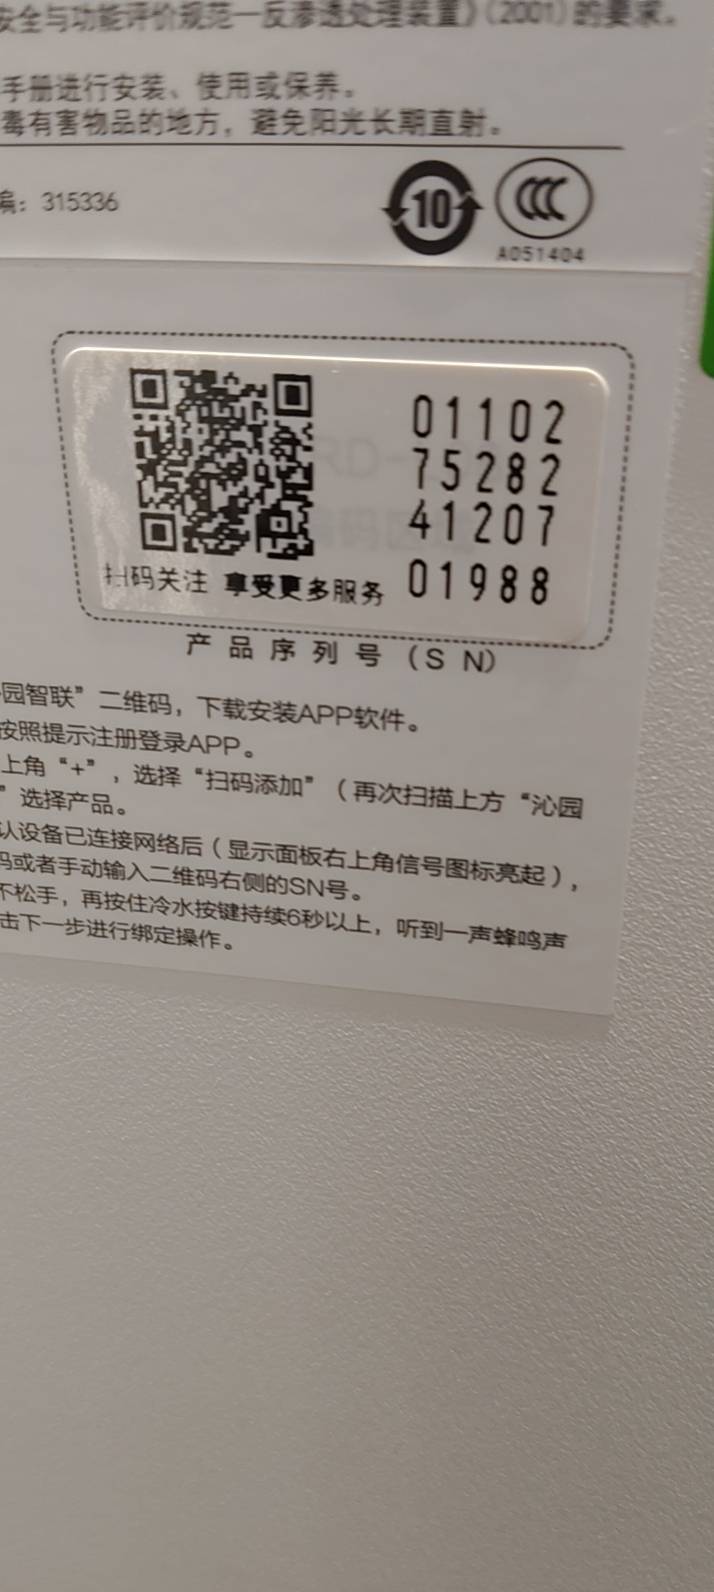 安全与功能评价规范—反渗透处理装置》（2001）的要求。
手册进行安装、使用或保养。
毒有害物品的地方，避免阳光长期直射。
编：315336
10
CCC
A051404
01102
75282
41207
01988
扫码关注 享受更多服务
产品序列号（SN）
园智联”二维码，下载安装APP软件。
按照提示注册登录APP。
上角“+”，选择“扫码添加”（再次扫描上方“沁园
”选择产品。
认设备已连接网络后（显示面板右上角信号图标亮起），
码或者手动输入二维码右侧的SN号。
不松手，再按住冷水按键持续6秒以上，听到一声蜂鸣声
击下一步进行绑定操作。